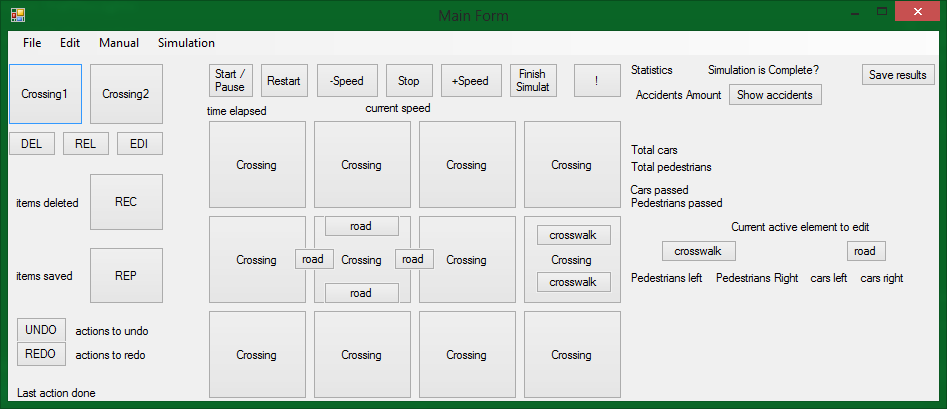 Main Form
File Edit Manual Simulation
Crossing1 Crossing2
DEL REL EDI
items deleted REC
items saved REP
UNDO actions to undo
REDO actions to redo
Last action done
Start / Pause Restart -Speed Stop +Speed Finish Simulat !
time elapsed current speed
Crossing Crossing Crossing Crossing
road
crosswalk
Crossing road Crossing road Crossing Crossing
road
crosswalk
Crossing Crossing Crossing Crossing
Statistics Simulation is Complete? Save results
Accidents Amount Show accidents
Total cars
Total pedestrians
Cars passed
Pedestrians passed
Current active element to edit
crosswalk road
Pedestrians left Pedestrians Right cars left cars right